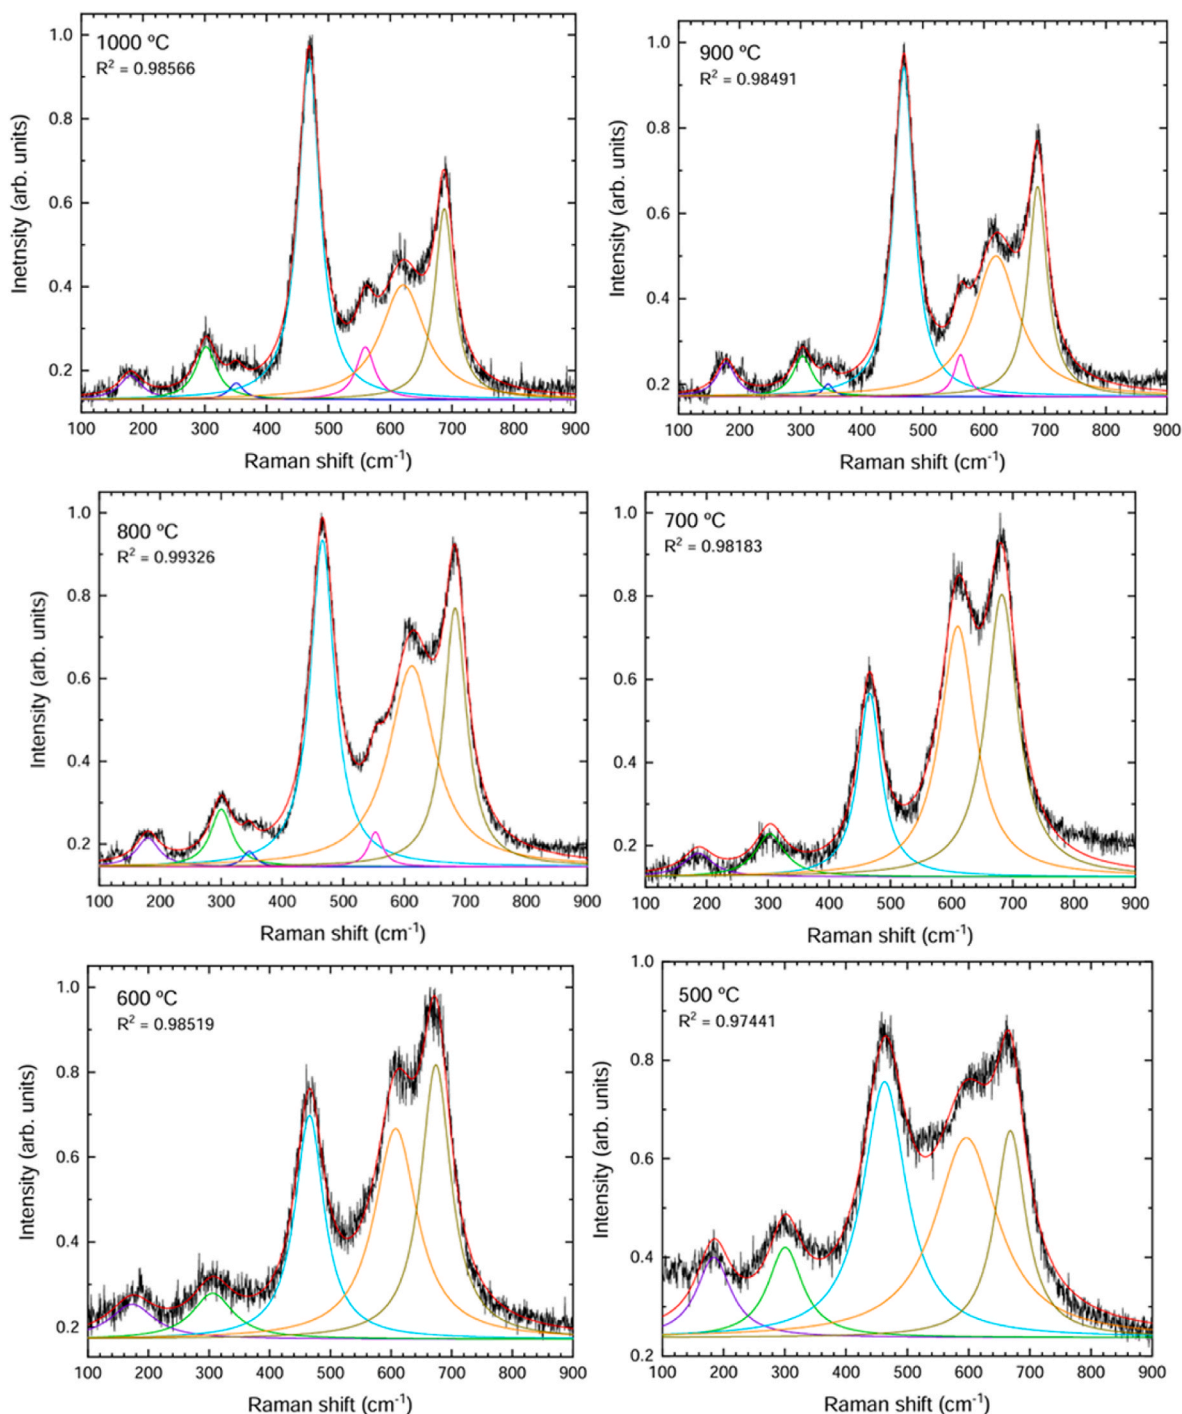 1000 ºC
R² = 0.98566
1.0
0.8
0.6
0.4
0.2
Inetnsity (arb. units)
100 200 300 400 500 600 700 800 900
Raman shift (cm⁻¹)
900 ºC
R² = 0.98491
1.0
0.8
0.6
0.4
0.2
Intensity (arb. units)
100 200 300 400 500 600 700 800 900
Raman shift (cm⁻¹)
800 ºC
R² = 0.99326
1.0
0.8
0.6
0.4
0.2
Intensity (arb. units)
100 200 300 400 500 600 700 800 900
Raman shift (cm⁻¹)
700 ºC
R² = 0.98183
1.0
0.8
0.6
0.4
0.2
Intensity (arb. units)
100 200 300 400 500 600 700 800 900
Raman shift (cm⁻¹)
600 ºC
R² = 0.98519
1.0
0.8
0.6
0.4
0.2
Intensity (arb. units)
100 200 300 400 500 600 700 800 900
Raman shift (cm⁻¹)
500 ºC
R² = 0.97441
1.0
0.8
0.6
0.4
0.2
Intensity (arb. units)
100 200 300 400 500 600 700 800 900
Raman shift (cm⁻¹)